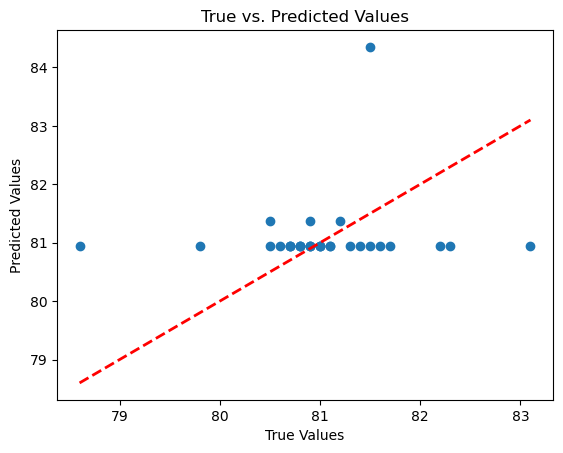 True vs. Predicted Values
84
83
82
81
80
79
Predicted Values
79 80 81 82 83
True Values